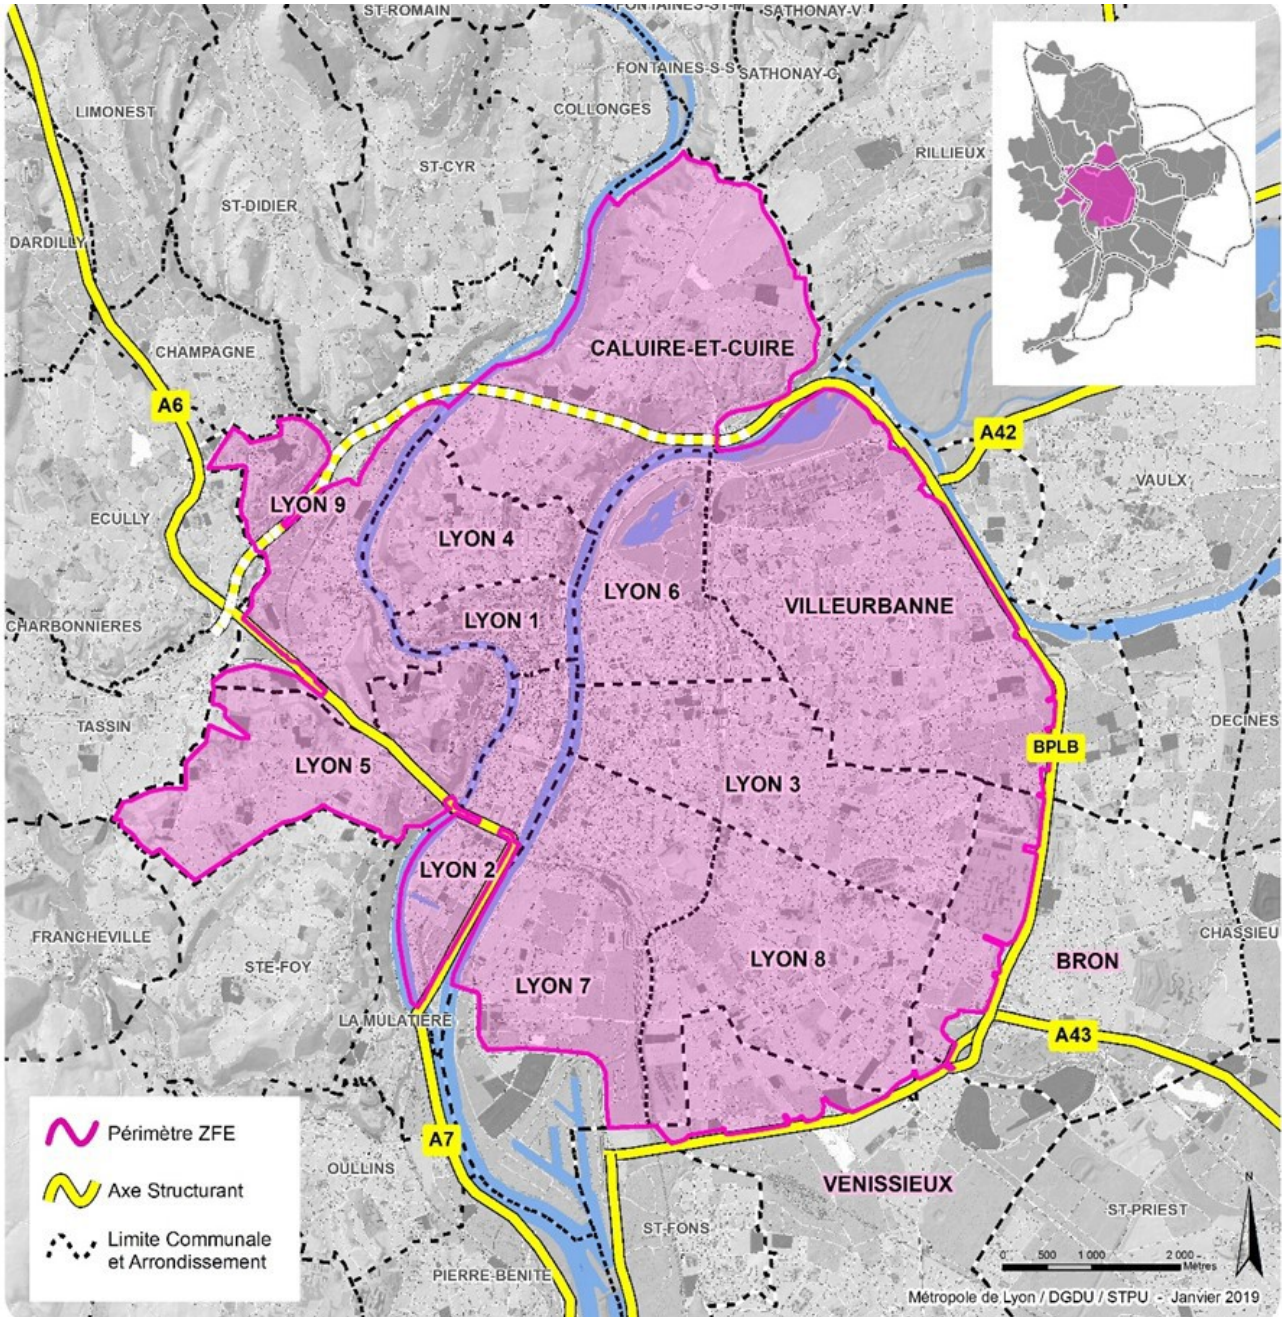 ST-ROMAIN
FONTAINES-ST-M
SATHONAY-V
FONTAINES-S-S
SATHONAY-C
LIMONEST
COLLONGES
RILLIEUX
ST-CYR
ST-DIDIER
DARDILLY
CHAMPAGNE
CALUIRE-ET-CUIRE
A6
A42
VAULX
ECULLY
LYON 9
LYON 4
LYON 6
VILLEURBANNE
LYON 1
CHARBONNIERES
TASSIN
DECINES
BPLB
LYON 5
LYON 3
LYON 2
FRANCHEVILLE
CHASSIEU
STE-FOY
LYON 8
BRON
LYON 7
LA MULATIERE
A43
Périmètre ZFE
A7
OULLINS
VENISSIEUX
Axe Structurant
ST-PRIEST
ST-FONS
Limite Communale
et Arrondissement
PIERRE-BENITE
N
0 500 1 000 2 000
Mètres
Métropole de Lyon / DGDU / STPU - Janvier 2019